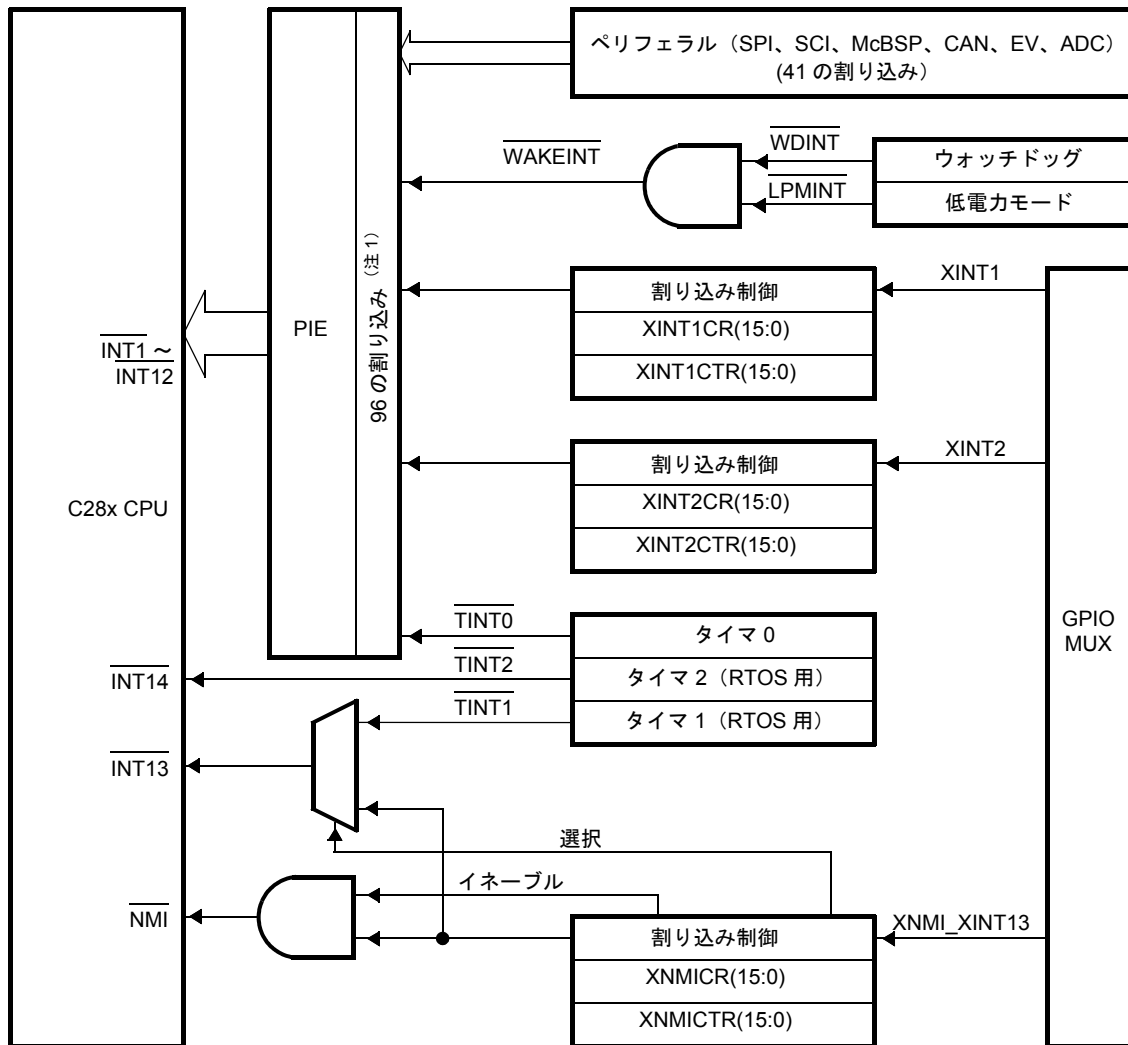 ペリフェラル（SPI、SCI、McBSP、CAN、EV、ADC）
(41 の割り込み）
WDINT
ウォッチドッグ
WAKEINT
LPMINT
低電力モード
96 の割り込み（注 1）
XINT1
割り込み制御
XINT1CR(15:0)
XINT1CTR(15:0)
PIE
INT1 ～
INT12
XINT2
割り込み制御
XINT2CR(15:0)
XINT2CTR(15:0)
C28x CPU
TINT0
タイマ 0
GPIO
MUX
TINT2
タイマ 2（RTOS 用）
INT14
TINT1
タイマ 1（RTOS 用）
INT13
選択
イネーブル
NMI
XNMI_XINT13
割り込み制御
XNMICR(15:0)
XNMICTR(15:0)